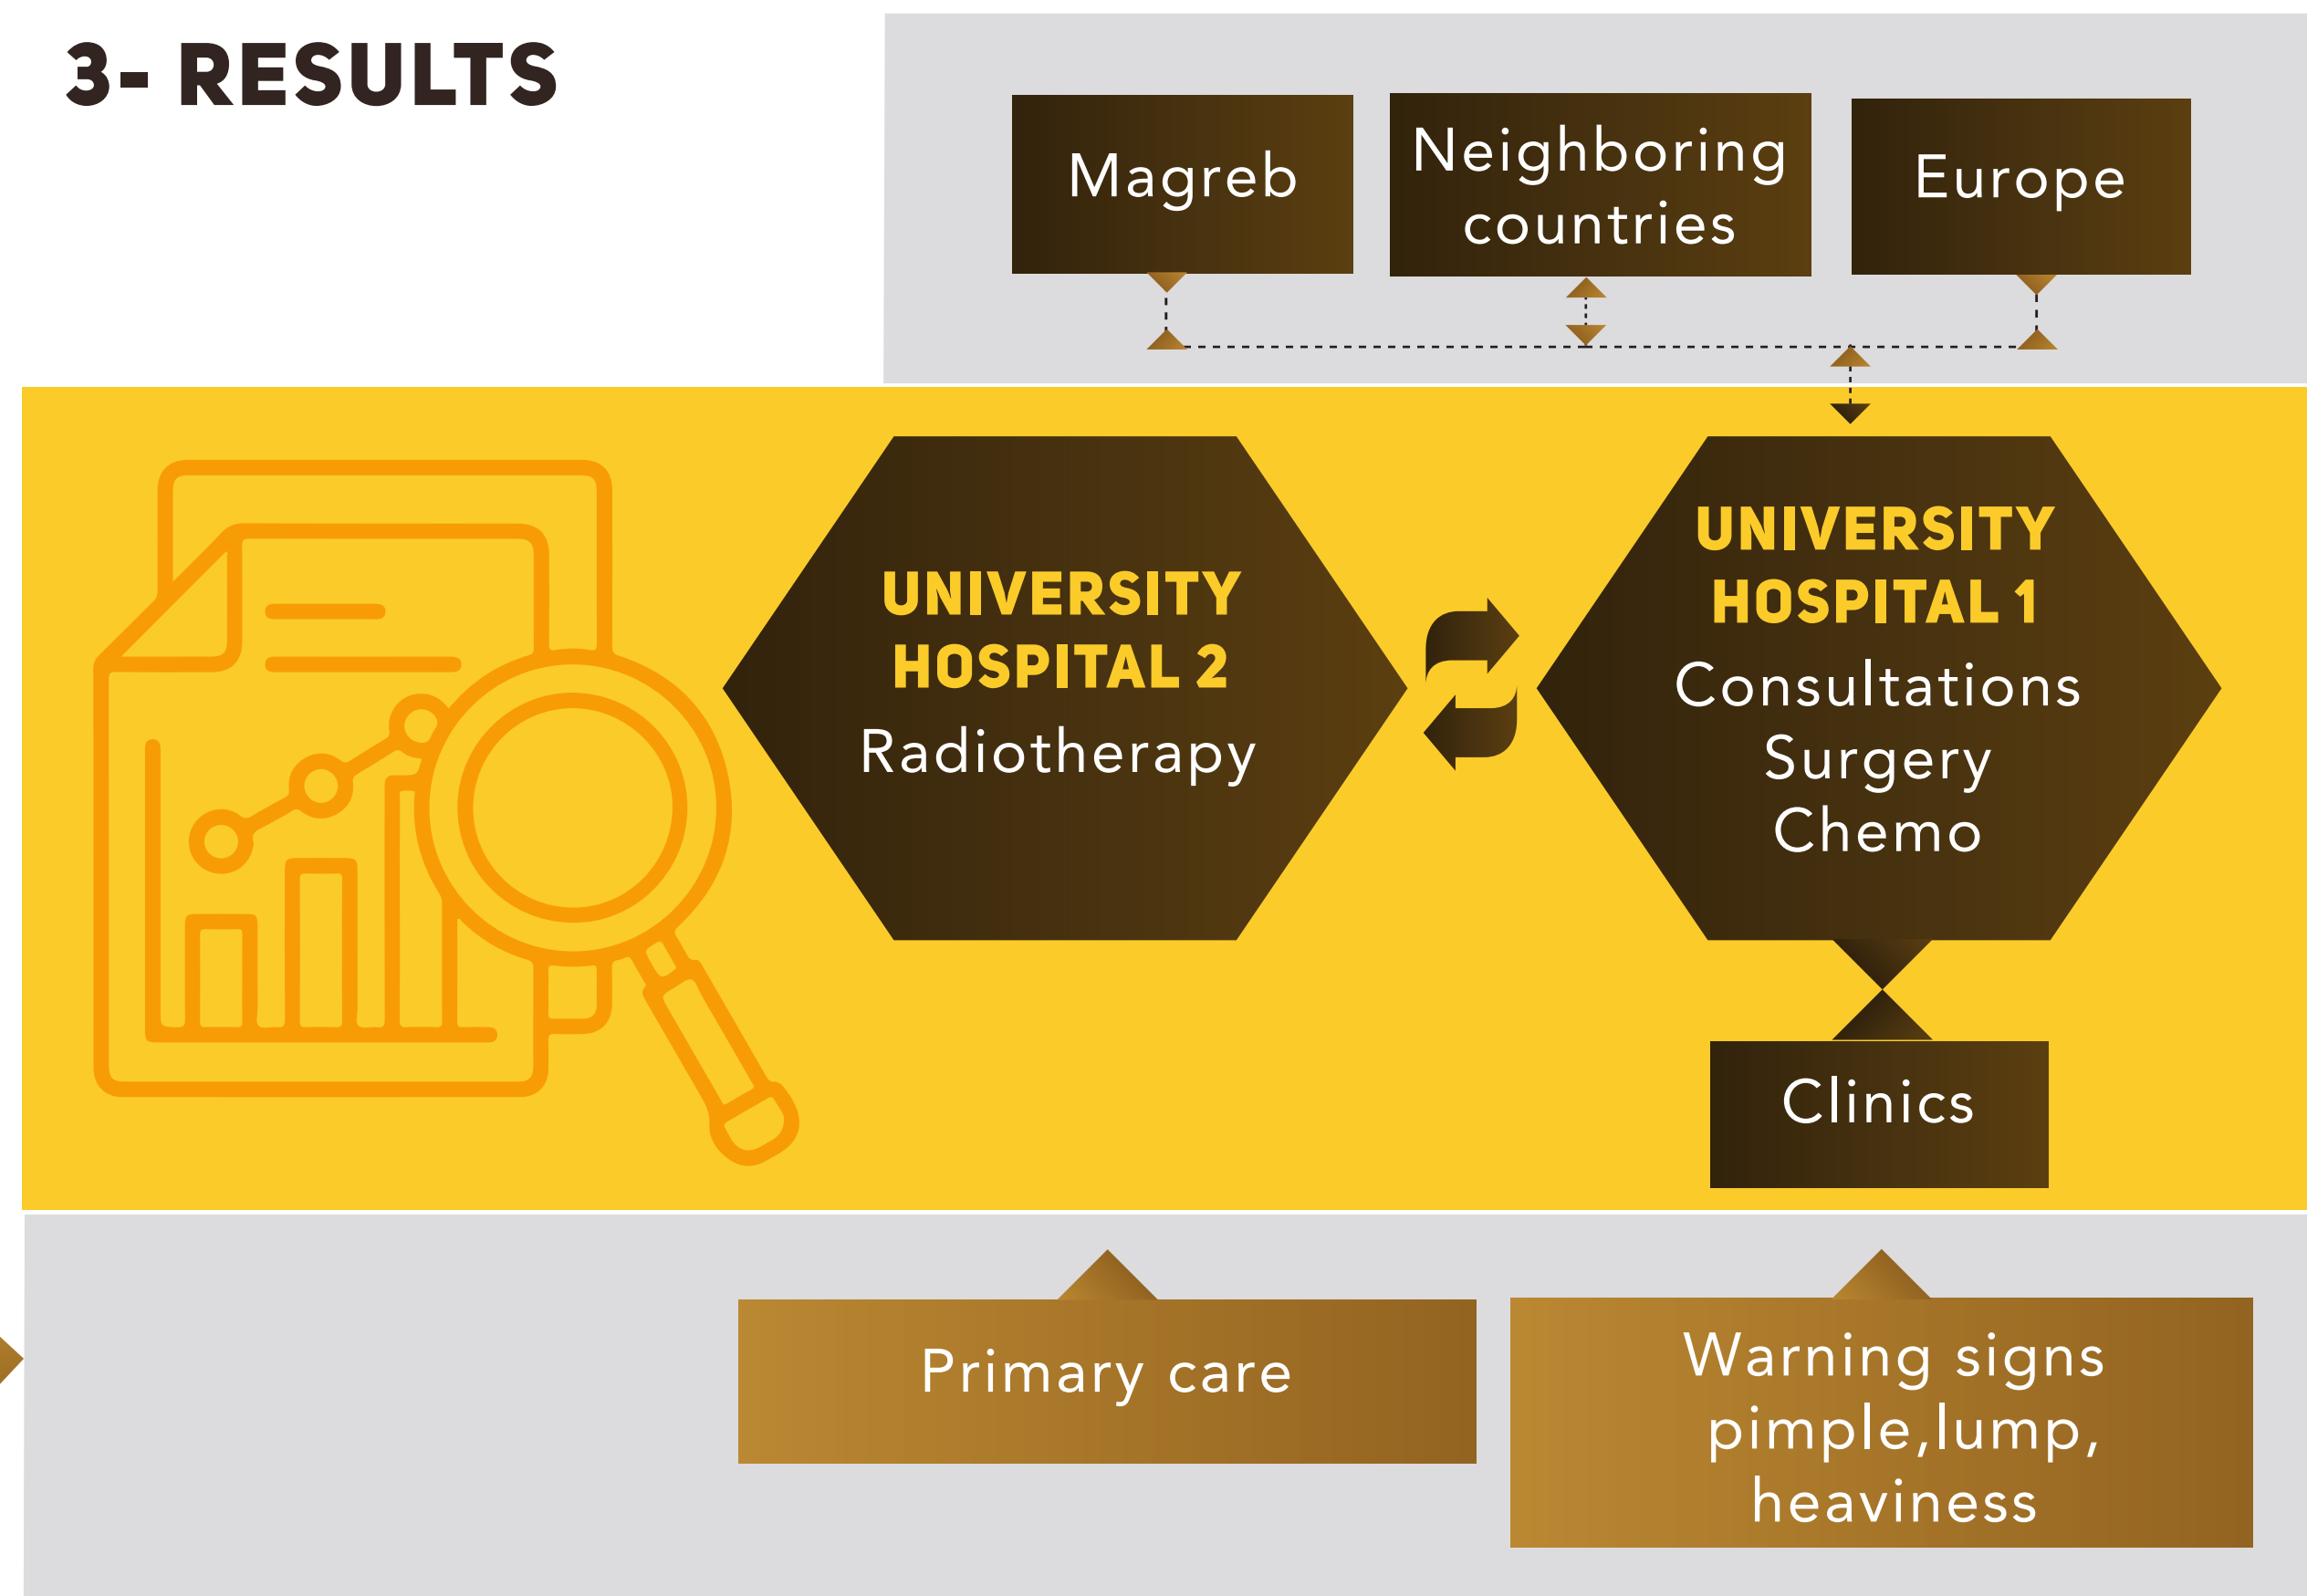 3- RESULTS
Magreb
Neighboring
countries
Europe
UNIVERSITY
HOSPITAL 2
Radiotherapy
UNIVERSITY
HOSPITAL 1
Consultations
Surgery
Chemo
Clinics
Primary care
Warning signs
pimple,lump,
heaviness